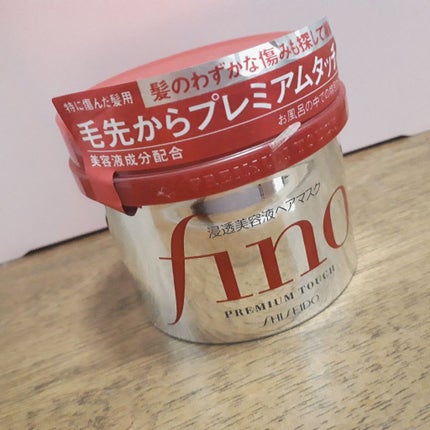 特に傷んだ髪用
髪のわずかな傷みも探して
毛先からプレミアムタッチ
美容液成分配合
お風呂の中での
PREMIUM TOUCH
浸透美容液ヘアマスク
fino
PREMIUM TOUCH
SHISEIDO